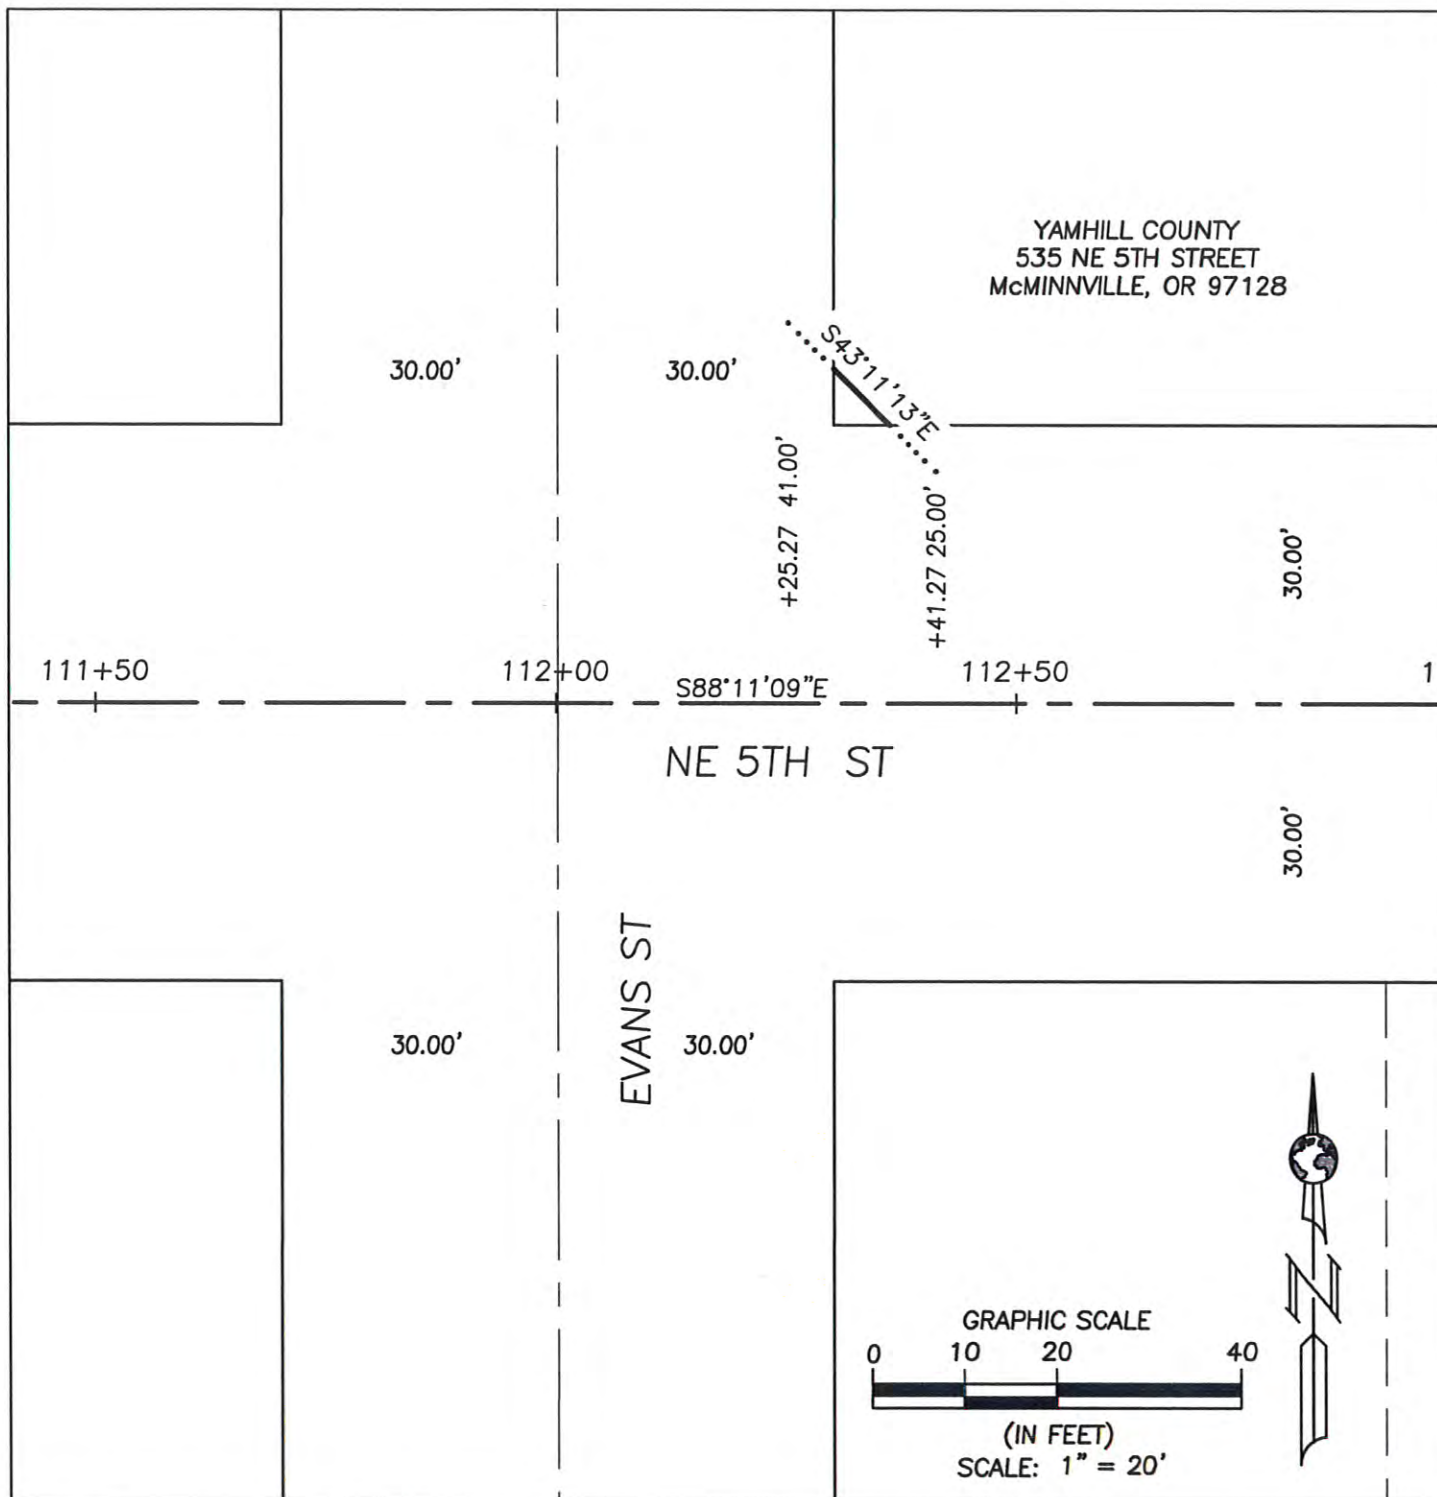 YAMHILL COUNTY
535 NE 5TH STREET
McMINNVILLE, OR 97128
30.00'
30.00'
S43°11'13"E
+25.27 41.00'
+41.27 25.00'
30.00'
111+50
112+00
S88°11'09"E
112+50
1
NE 5TH ST
30.00'
EVANS ST
30.00'
30.00'
N
GRAPHIC SCALE
0 10 20 40
(IN FEET)
SCALE: 1" = 20'